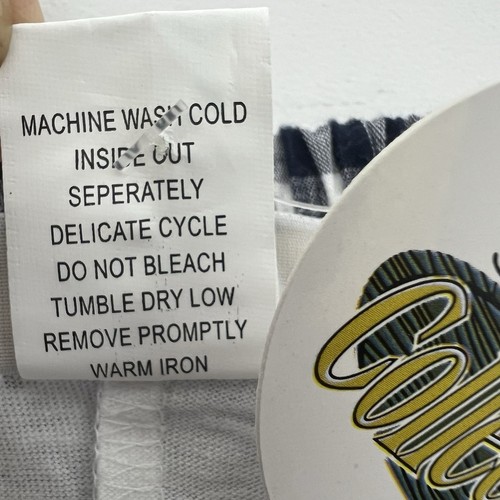 MACHINE WASH COLD
INSIDE OUT
SEPERATELY
DELICATE CYCLE
DO NOT BLEACH
TUMBLE DRY LOW
REMOVE PROMPTLY
WARM IRON